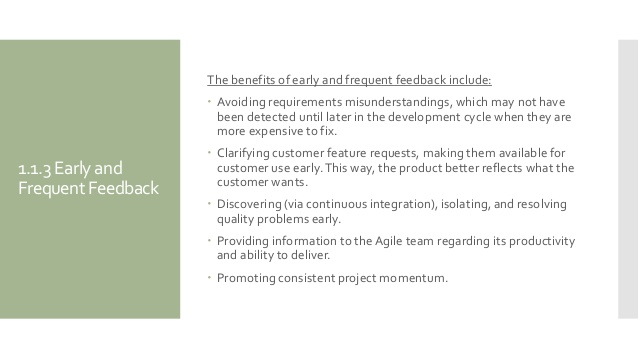 1.1.3 Early and
Frequent Feedback
The benefits of early and frequent feedback include:
• Avoiding requirements misunderstandings, which may not have
been detected until later in the development cycle when they are
more expensive to fix.
• Clarifying customer feature requests, making them available for
customer use early. This way, the product better reflects what the
customer wants.
• Discovering (via continuous integration), isolating, and resolving
quality problems early.
• Providing information to the Agile team regarding its productivity
and ability to deliver.
• Promoting consistent project momentum.